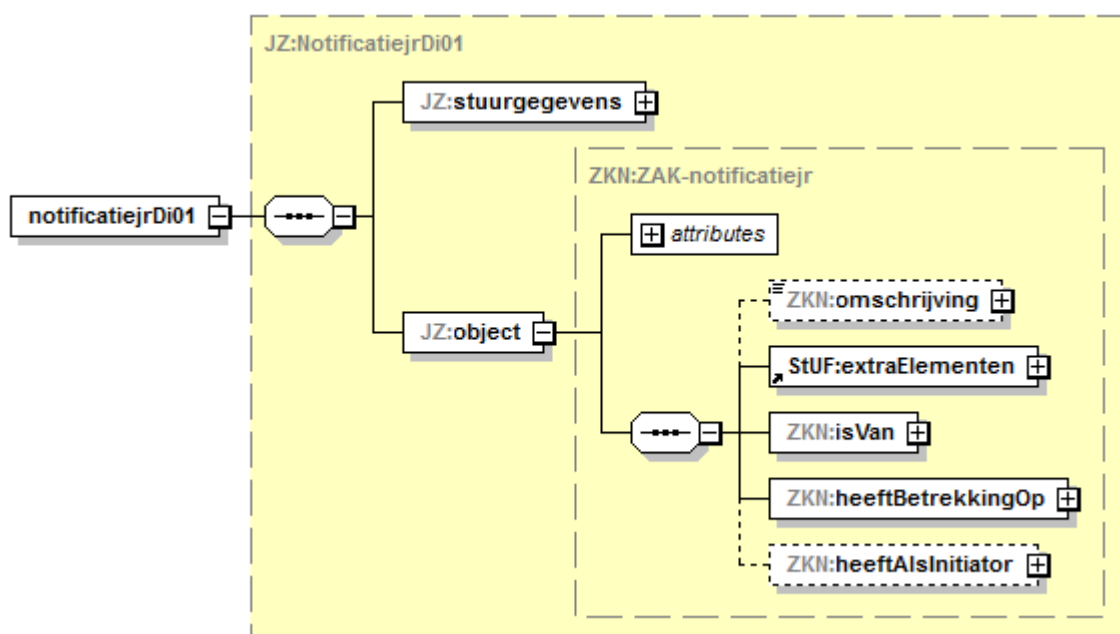 JZ:NotificatiejrDi01
JZ:stuurgegevens
ZKN:ZAK-notificatiejr
notificatiejrDi01
attributes
ZKN:omschrijving
JZ:object
StUF:extraElementen
ZKN:isVan
ZKN:heeftBetrekkingOp
ZKN:heeftAlsInitiator